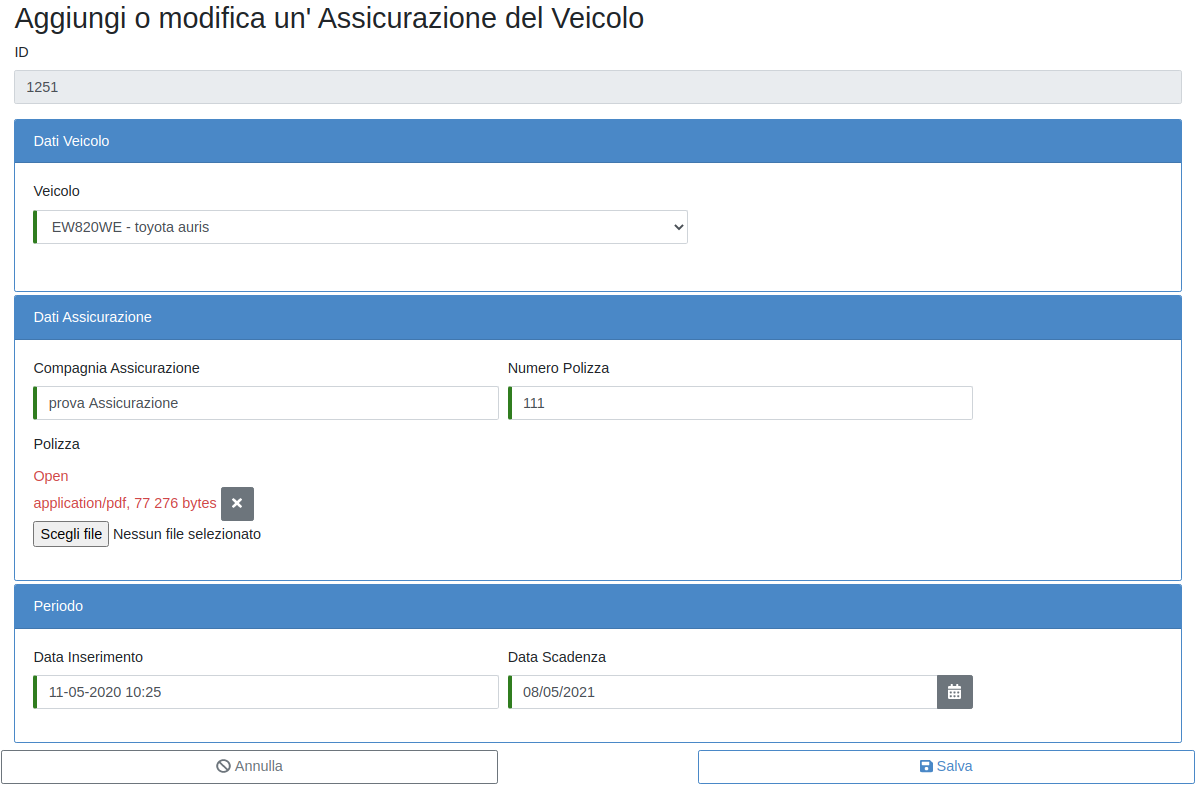 Aggiungi o modifica un' Assicurazione del Veicolo
ID
1251
Dati Veicolo
Veicolo
EW820WE - toyota auris
Dati Assicurazione
Compagnia Assicurazione
Numero Polizza
prova Assicurazione
111
Polizza
Open
application/pdf, 77 276 bytes
Scegli file Nessun file selezionato
Periodo
Data Inserimento
Data Scadenza
11-05-2020 10:25
08/05/2021
Annulla
Salva